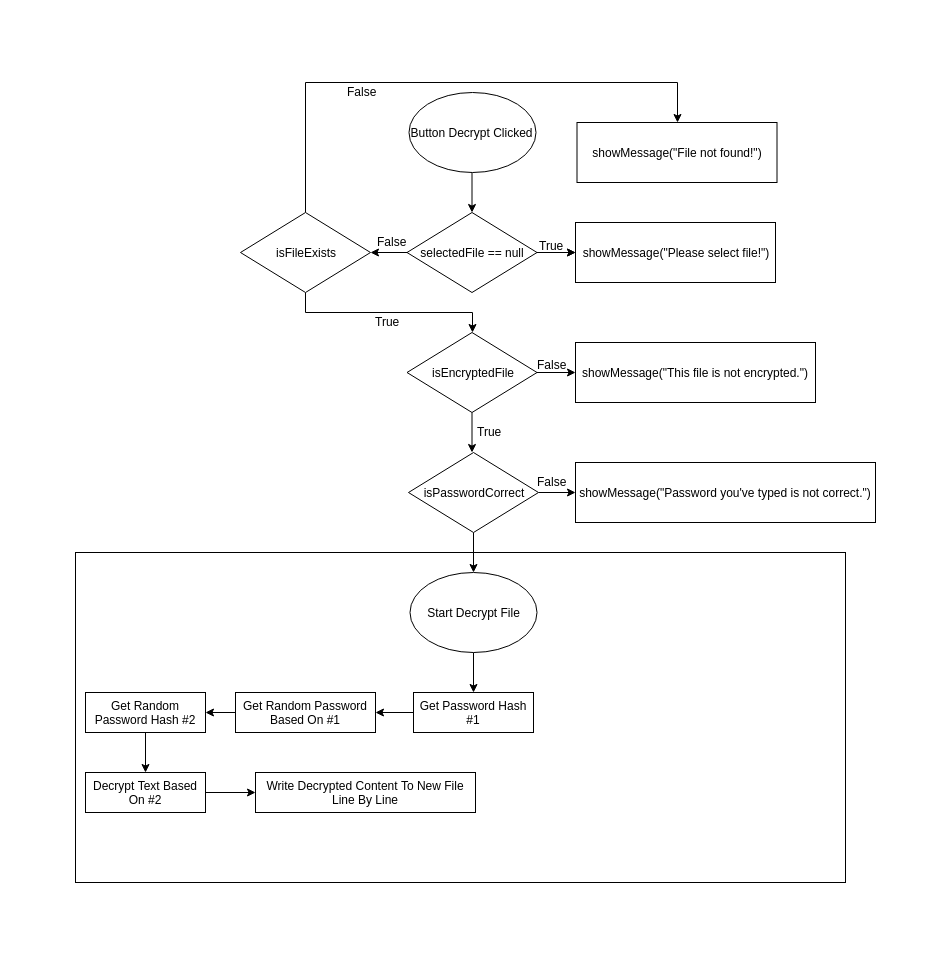 False
Button Decrypt Clicked
showMessage("File not found!")
isFileExists
False
selectedFile == null
True
showMessage("Please select file!")
True
isEncryptedFile
False
showMessage("This file is not encrypted.")
True
isPasswordCorrect
False
showMessage("Password you've typed is not correct.")
Start Decrypt File
Get Password Hash
#1
Get Random Password
Based On #1
Get Random
Password Hash #2
Decrypt Text Based
On #2
Write Decrypted Content To New File
Line By Line